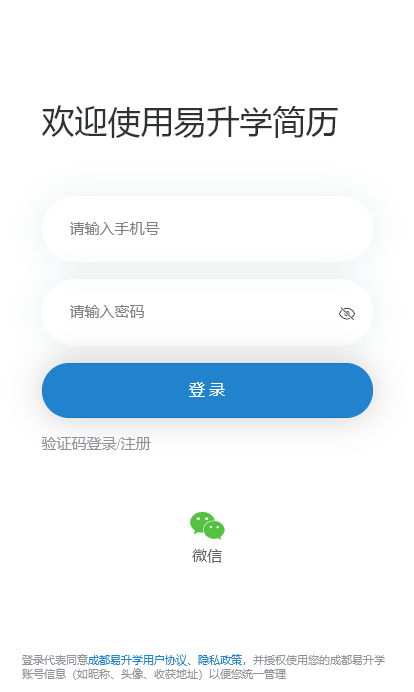 欢迎使用易升学简历
请输入手机号
请输入密码
登录
验证码登录/注册
微信
登录代表同意成都易升学用户协议、隐私政策，并授权使用您的成都易升学
账号信息（如昵称、头像、收获地址）以便您统一管理